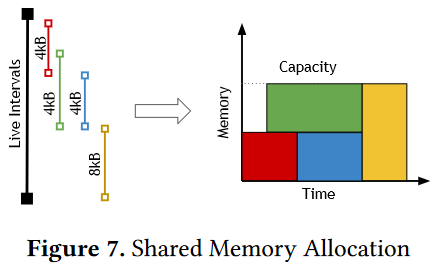 Live Intervals
4kB
4kB
4kB
8kB
Capacity
Memory
Time
Figure 7. Shared Memory Allocation